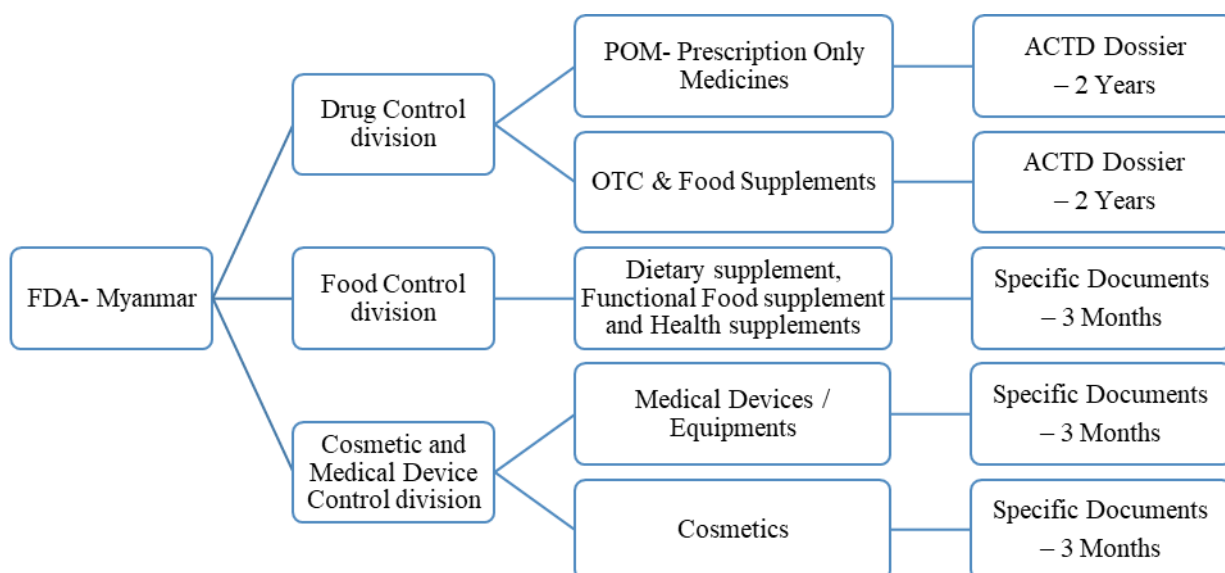 FDA- Myanmar
Drug Control
division
POM- Prescription Only
Medicines
ACTD Dossier
– 2 Years
OTC & Food Supplements
ACTD Dossier
– 2 Years
Food Control
division
Dietary supplement,
Functional Food supplement
and Health supplements
Specific Documents
– 3 Months
Cosmetic and
Medical Device
Control division
Medical Devices /
Equipments
Specific Documents
– 3 Months
Cosmetics
Specific Documents
– 3 Months